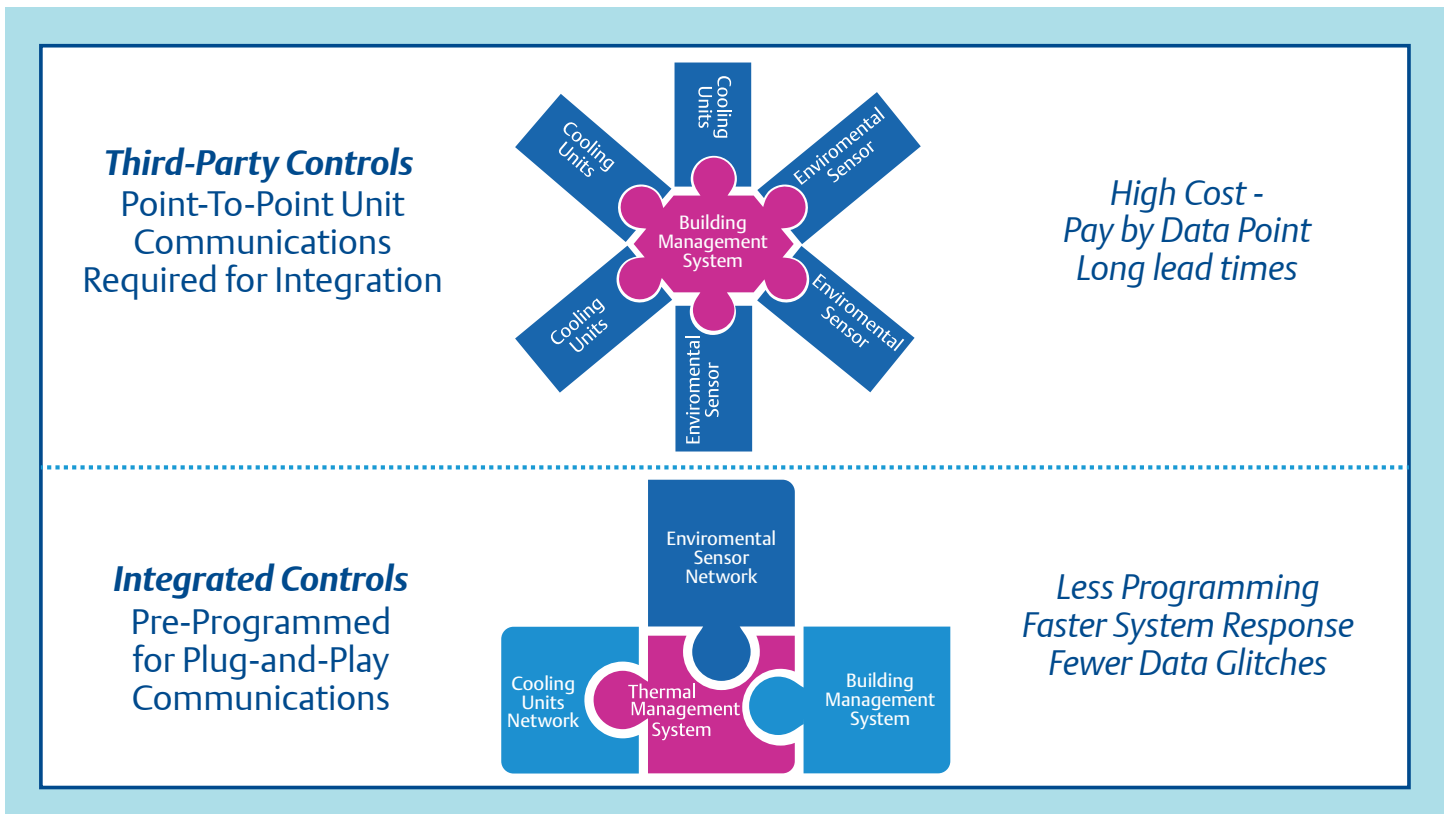 Third-Party Controls
Point-To-Point Unit
Communications
Required for Integration
Cooling
Units
Cooling
Units
Enviromental
Sensor
Building
Management
System
Cooling
Units
Enviromental
Sensor
Enviromental
Sensor
High Cost -
Pay by Data Point
Long lead times
Integrated Controls
Pre-Programmed
for Plug-and-Play
Communications
Enviromental
Sensor
Network
Cooling
Units
Network
Thermal
Management
System
Building
Management
System
Less Programming
Faster System Response
Fewer Data Glitches